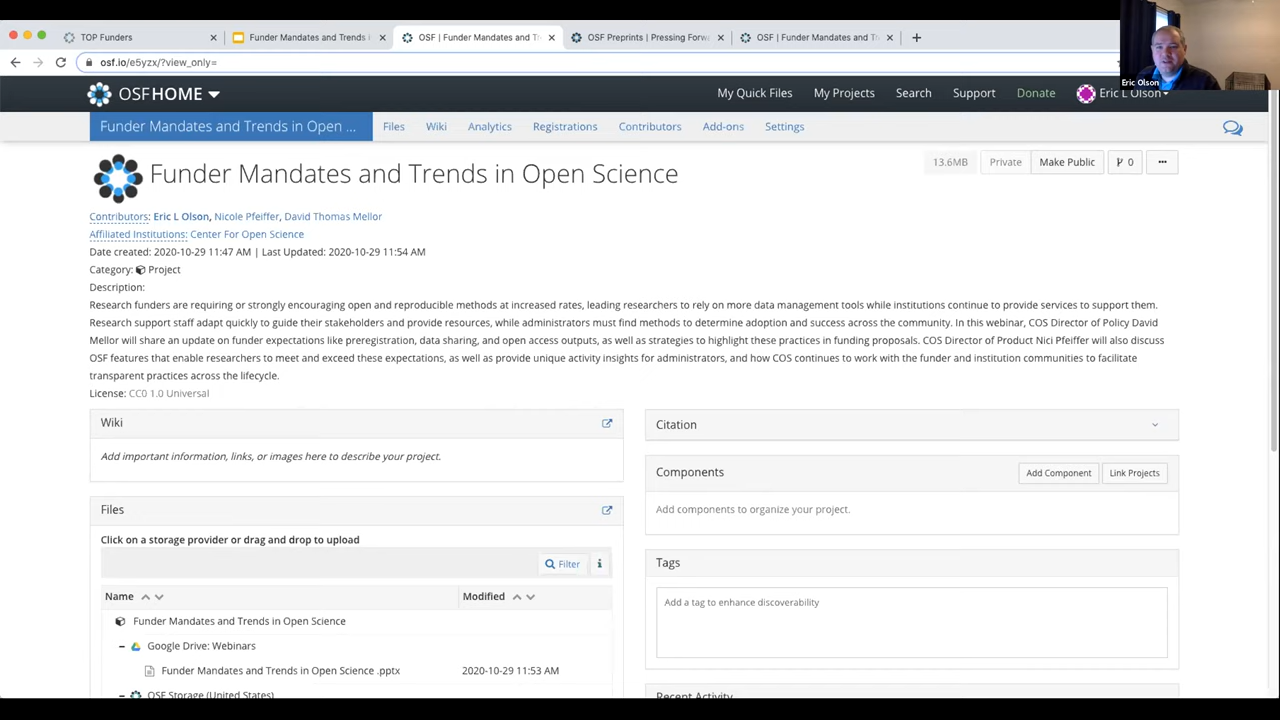 TOP Funders
Funder Mandates and Trends i
OSF | Funder Mandates and Tr
OSF Preprints | Pressing Forwa
OSF | Funder Mandates and Tr
osf.io/e5yzx/?view_only=
Eric Olson
OSFHOME
My Quick Files
My Projects
Search
Support
Donate
Eric L Olson
Funder Mandates and Trends in Open ...
Files
Wiki
Analytics
Registrations
Contributors
Add-ons
Settings
Funder Mandates and Trends in Open Science
13.6MB
Private
Make Public
0
Contributors: Eric L Olson, Nicole Pfeiffer, David Thomas Mellor
Affiliated Institutions: Center For Open Science
Date created: 2020-10-29 11:47 AM | Last Updated: 2020-10-29 11:54 AM
Category: Project
Description:
Research funders are requiring or strongly encouraging open and reproducible methods at increased rates, leading researchers to rely on more data management tools while institutions continue to provide services to support them.
Research support staff adapt quickly to guide their stakeholders and provide resources, while administrators must find methods to determine adoption and success across the community. In this webinar, COS Director of Policy David
Mellor will share an update on funder expectations like preregistration, data sharing, and open access outputs, as well as strategies to highlight these practices in funding proposals. COS Director of Product Nici Pfeiffer will also discuss
OSF features that enable researchers to meet and exceed these expectations, as well as provide unique activity insights for administrators, and how COS continues to work with the funder and institution communities to facilitate
transparent practices across the lifecycle.
License: CC0 1.0 Universal
Wiki
Add important information, links, or images here to describe your project.
Files
Click on a storage provider or drag and drop to upload
Filter
Name
Modified
Funder Mandates and Trends in Open Science
Google Drive: Webinars
Funder Mandates and Trends in Open Science .pptx
2020-10-29 11:53 AM
OSF Storage (United States)
Citation
Components
Add Component
Link Projects
Add components to organize your project.
Tags
Add a tag to enhance discoverability
Recent Activity